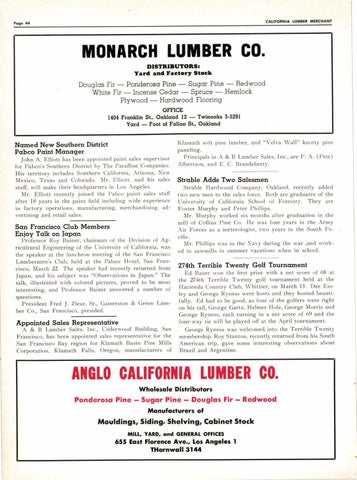 Page 44
CALIFORNIA LUMBER MERCHANT
MONARCH LUMBER CO.
DISTRIBUTORS:
Yard and Factory Stock
Douglas Fir — Ponderosa Pine — Sugar Pine — Redwood
White Fir — Incense Cedar — Spruce — Hemlock
Plywood — Hardwood Flooring
OFFICE
1404 Franklin St., Oakland 12 — Twinoaks 3-5291
Yard — Foot of Fallon St., Oakland
Named New Southern District
Pabco Paint Manager
John A. Elliott has been appointed paint sales supervisor
for Pabco's Southern District by The Paraffine Companies.
His territory includes Southern California, Arizona, New
Mexico, Texas and Colorado. Mr. Elliott, and his sales
staff, will make their headquarters in Los Angeles.
Mr. Elliott recently joined the Pabco paint sales staff
after 18 years in the paint field including wide experience
in factory operations, manufacturing, merchandising, ad-
vertising and retail sales.
San Francisco Club Members
Enjoy Talk on Japan
Professor Roy Bainer, chairman of the Division of Ag-
ricultural Engineering of the University of California, was
the speaker at the luncheon meeting of the San Francisco
Lumbermen's Club, held at the Palace Hotel, San Fran-
cisco, March 22. The speaker had recently returned from
Japan, and his subject was "Observations in Japan." His
talk, illustrated with colored pictures, proved to be most
interesting, and Professor Bainer answered a number of
questions.
President Fred J. Ziese, Sr., Gamerston & Green Lum-
ber Co., San Francisco, presided.
Appointed Sales Representative
A & B Lumber Sales, Inc., Underwood Building, San
Francisco, has been appointed sales representative for the
San Francisco Bay region for Klamath Basin Pine Mills
Corporation, Klamath Falls, Oregon, manufacturers of
Klamath soft pine lumber, and "Velva Wall" knotty pine
paneling.
Principals in A & B Lumber Sales, Inc., are P. A. (Pete)
Albertson, and E. C. Brandeberry.
Strable Adds Two Salesmen
Strable Hardwood Company, Oakland, recently added
two new men to the sales force. Both are graduates of the
University of California School of Forestry. They are
Foster Murphy and Peter Phillips.
Mr. Murphy worked six months after graduation in the
mill of Collins Pine Co. He was four years in the Army
Air Forces as a meteorologist, two years in the South Pa-
cific.
Mr. Phillips was in the Navy during the war and work-
ed in sawmills in summer vacations when in school.
274th Terrible Twenty Golf Tournament
Ed Bauer won the first prize with a net score of 68 at
the 274th Terrible Twenty golf tournament held at the
Hacienda Country Club, Whittier, on March 15. Dee Ess-
ley and George Ryness were hosts and they hosted beauti-
fully. Ed had to be good, as four of the golfers were right
on his tail, George Gartz, Helmer Hoie, George Morris and
George Ryness, each turning in a net score of 69 and the
four-way tie will be played off at the April tournament.
George Ryness was welcomed into the Terrible Twenty
membership, Roy Stanton, recently returned from his South
American trip, gave some interesting observations about
Brazil and Argentine.
ANGLO CALIFORNIA LUMBER CO.
Wholesale Distributors
Ponderosa Pine — Sugar Pine — Douglas Fir — Redwood
Manufacturers of
Mouldings, Siding, Shelving, Cabinet Stock
MILL, YARD, and GENERAL OFFICES
655 East Florence Ave., Los Angeles 1
THornwall 3144